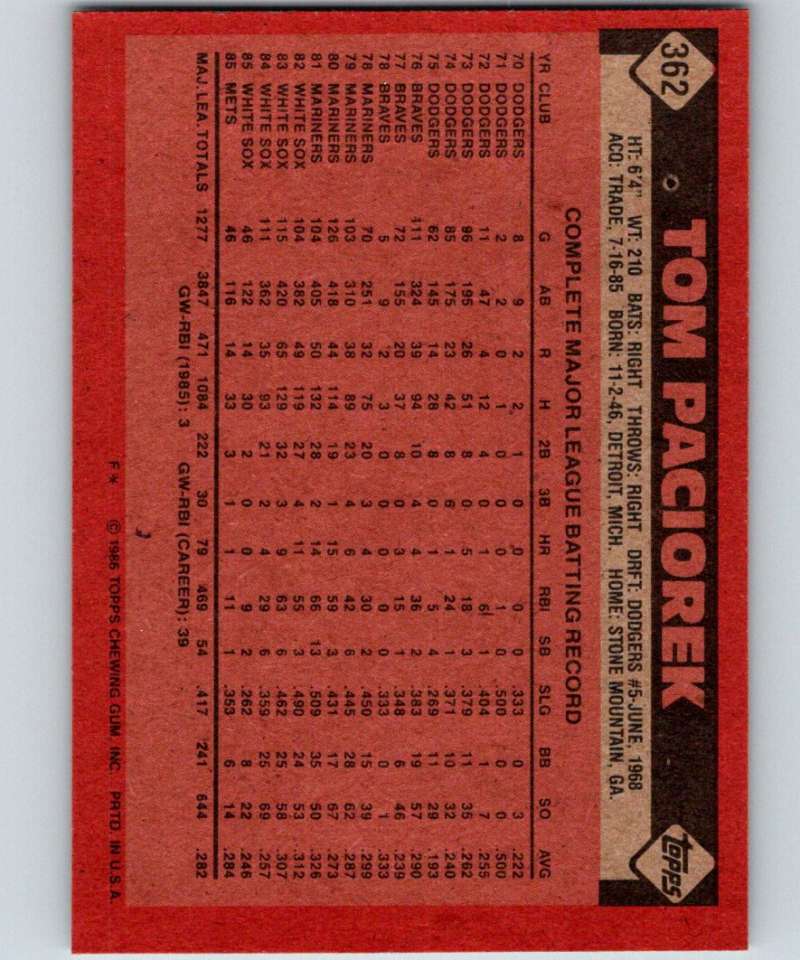 362
TOM PACIOREK
topps
HT: 6'4" WT: 210 BATS: RIGHT THROWS: RIGHT DRFT: DODGERS #5-JUNE, 1968
ACQ: TRADE, 7-16-85 BORN: 11-2-46, DETROIT, MICH. HOME: STONE MOUNTAIN, GA.
COMPLETE MAJOR LEAGUE BATTING RECORD
YR CLUB G AB R H 2B 3B HR RBI SB SLG BB SO AVG
70 DODGERS 8 9 2 2 1 0 0 0 0 .333 0 3 .222
71 DODGERS 2 2 0 1 0 0 0 1 0 .500 0 0 .500
72 DODGERS 11 47 4 12 4 0 1 6 1 .404 1 7 .255
73 DODGERS 96 195 26 51 8 0 5 18 3 .379 11 35 .262
74 DODGERS 85 175 23 42 8 6 1 24 1 .371 10 32 .240
75 DODGERS 62 145 14 28 8 0 1 5 4 .269 11 29 .193
76 BRAVES 111 324 39 94 10 4 4 36 2 .383 19 57 .290
77 BRAVES 72 155 20 37 8 0 3 15 1 .348 6 46 .239
78 BRAVES 5 9 2 3 0 0 0 0 0 .333 0 1 .333
78 MARINERS 70 251 32 75 20 3 4 30 2 .450 15 39 .299
79 MARINERS 103 310 38 89 23 4 6 42 6 .445 28 62 .287
80 MARINERS 126 418 44 114 19 1 15 59 3 .431 17 67 .273
81 MARINERS 104 405 50 132 28 2 14 66 13 .509 35 50 .326
82 WHITE SOX 104 382 49 119 27 4 11 55 3 .490 24 53 .312
83 WHITE SOX 115 420 65 129 32 3 9 63 6 .462 25 58 .307
84 WHITE SOX 111 362 35 93 21 2 4 29 6 .359 25 69 .257
85 WHITE SOX 46 122 14 30 2 0 0 9 2 .262 8 22 .246
85 METS 46 116 14 33 3 1 1 11 1 .353 6 14 .284
MAJ. LEA. TOTALS 1277 3847 471 1084 222 30 79 469 54 .417 241 644 .282
GW-RBI (1985): 3 GW-RBI (CAREER): 39
F* © 1986 TOPPS CHEWING GUM, INC. PRTD. IN U.S.A.